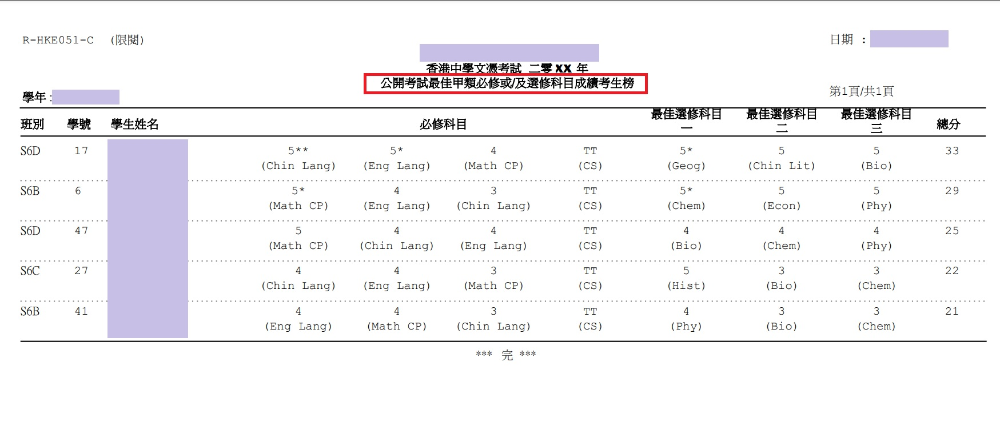 R-HKE051-C (限閱)
日期 :
香港中學文憑考試 二零 XX 年
公開考試最佳甲類必修或/及選修科目成績考生榜
學年 :
第1頁/共1頁
班別 學號 學生姓名 必修科目 最佳選修科目一 最佳選修科目二 最佳選修科目三 總分
S6D 17 5** 5* 4 TT 5* 5 5 33
(Chin Lang) (Eng Lang) (Math CP) (CS) (Geog) (Chin Lit) (Bio)
S6B 6 5* 4 3 TT 5* 5 5 29
(Math CP) (Eng Lang) (Chin Lang) (CS) (Chem) (Econ) (Phy)
S6D 47 5 4 4 TT 4 4 4 25
(Math CP) (Chin Lang) (Eng Lang) (CS) (Bio) (Chem) (Phy)
S6C 27 4 4 3 TT 5 3 3 22
(Chin Lang) (Eng Lang) (Math CP) (CS) (Hist) (Bio) (Chem)
S6B 41 4 4 3 TT 4 3 3 21
(Eng Lang) (Math CP) (Chin Lang) (CS) (Phy) (Bio) (Chem)
*** 完 ***